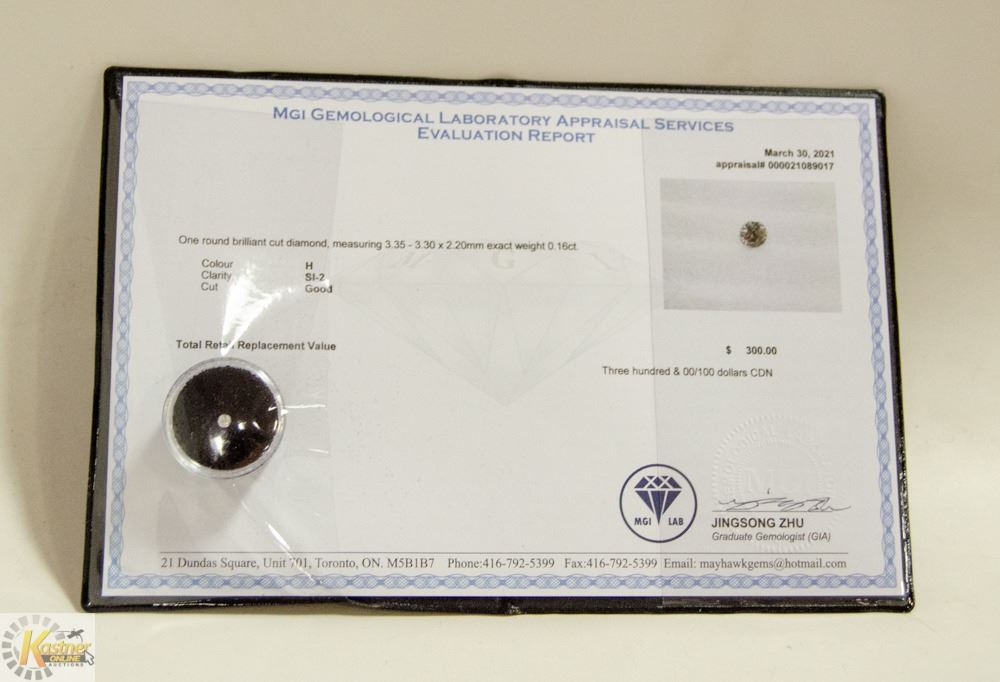 MGI GEMOLOGICAL LABORATORY APPRAISAL SERVICES
EVALUATION REPORT
March 30, 2021
appraisal# 000021089017
One round brilliant cut diamond, measuring 3.35 - 3.30 x 2.20mm exact weight 0.16ct.
Colour H
Clarity SI-2
Cut Good
Total Retail Replacement Value $ 300.00
Three hundred & 00/100 dollars CDN
MGI LAB
JINGSONG ZHU
Graduate Gemologist (GIA)
21 Dundas Square, Unit 701, Toronto, ON. M5B1B7 Phone:416-792-5399 Fax:416-792-5399 Email: mayhawkgems@hotmail.com
Kastner
ONLINE
AUCTIONS